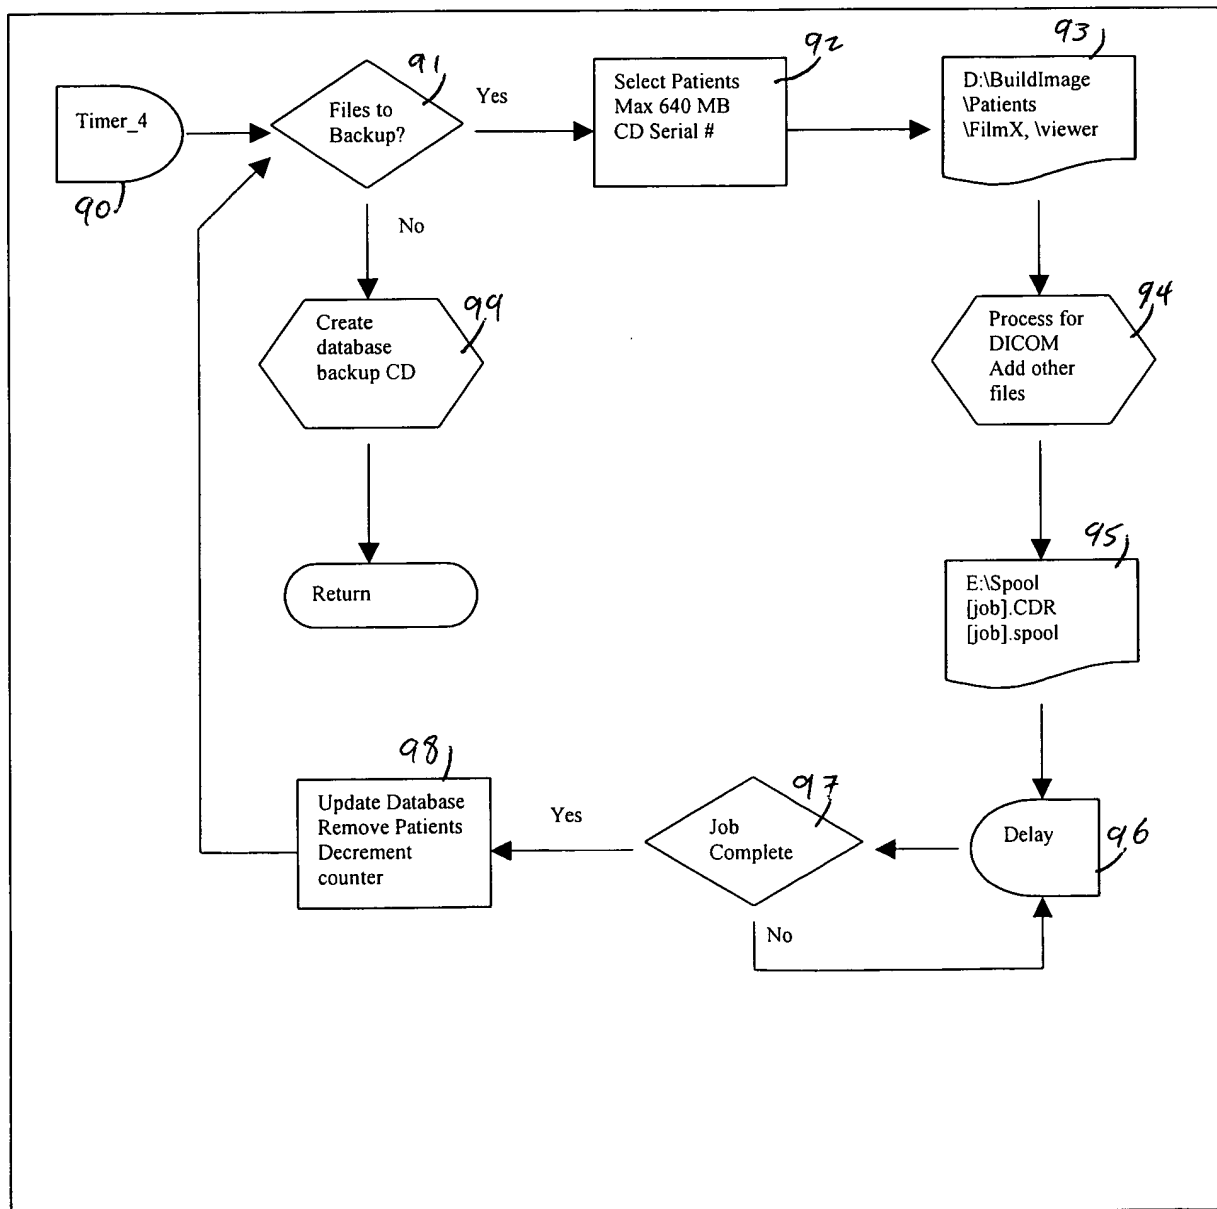 90
Timer_4
91
Files to
Backup?
Yes
92
Select Patients
Max 640 MB
CD Serial #
93
D:\BuildImage
\Patients
\FilmX, \viewer
No
99
Create
database
backup CD
94
Process for
DICOM
Add other
files
Return
95
E:\Spool
[job].CDR
[job].spool
98
Update Database
Remove Patients
Decrement
counter
Yes
97
Job
Complete
Delay
96
No